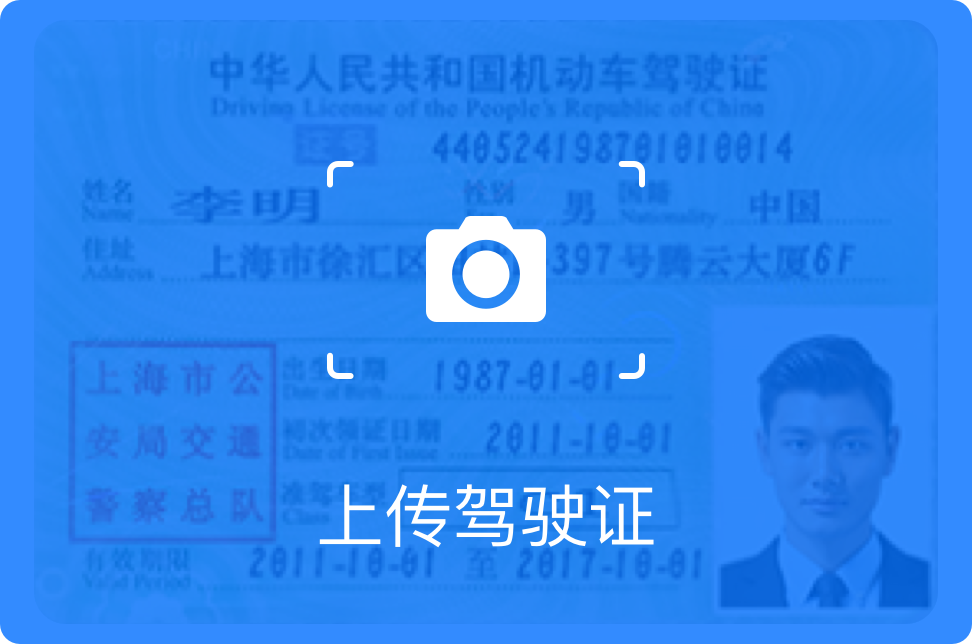 中华人民共和国机动车驾驶证
Driving License of the People's Republic of China
证号 440524198701010014
姓名 李明 性别 男 国籍 中国
Name Nationality
住址 上海市徐汇区 397号腾云大厦6F
Address
上海市公 出生日期 1987-01-01
Date of Birth
安局交通 初次领证日期 2011-10-01
Date of First Issue
警察总队 准驾车型
Class
上传驾驶证
有效期限 2011-10-01 至 2017-10-01
Valid Period